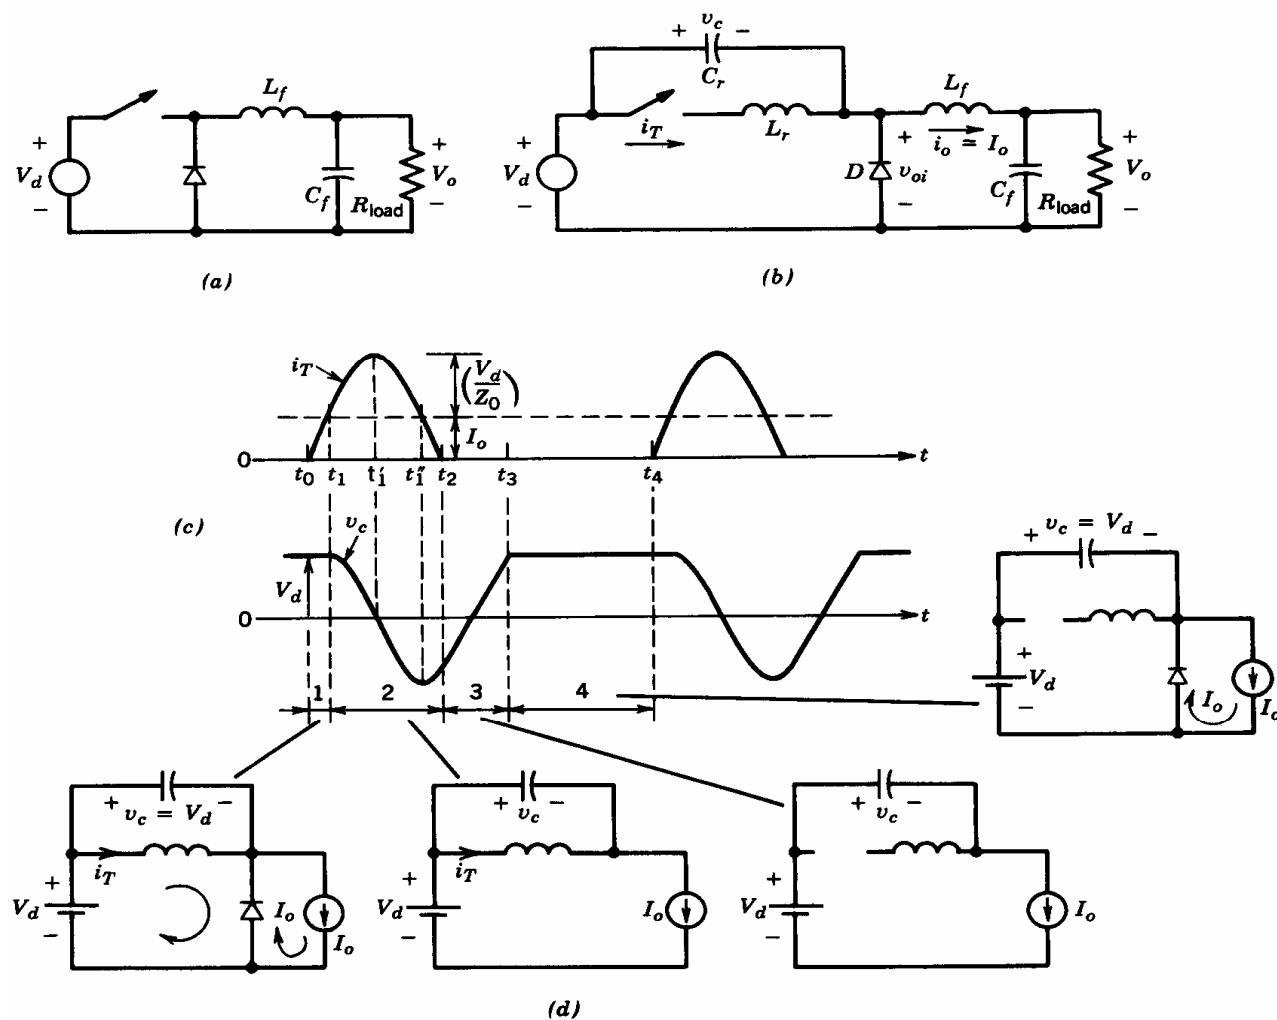 L_f
+
V_d
−
C_f
R_load
+
V_o
−
(a)
+ v_c −
C_r
i_T
L_r
+
V_d
−
D
+
v_oi
−
L_f
i_o ≃ I_o
C_f
R_load
+
V_o
−
(b)
i_T
(V_d/Z_0)
I_o
0
t_0 t_1 t′_1 t″_1 t_2 t_3 t_4 t
(c)
v_c
V_d
0 t
1 2 3 4
+ v_c = V_d −
+
V_d
−
I_o
I_o
+ v_c = V_d −
i_T
+
V_d
−
I_o
I_o
+ v_c −
i_T
+
V_d
−
I_o
+ v_c −
+
V_d
−
I_o
(d)